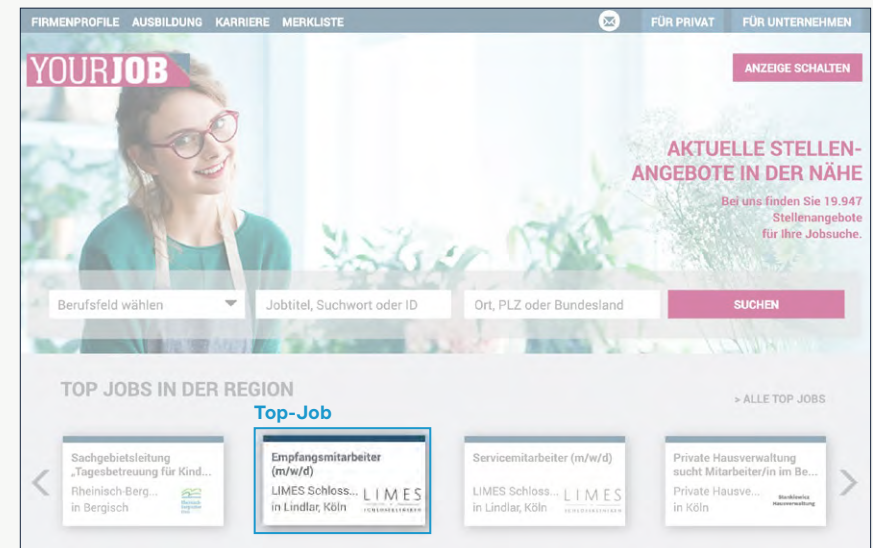 FIRMENPROFILE AUSBILDUNG KARRIERE MERKLISTE FÜR PRIVAT FÜR UNTERNEHMEN
YOURJOB
ANZEIGE SCHALTEN
AKTUELLE STELLEN-
ANGEBOTE IN DER NÄHE
Bei uns finden Sie 19.947
Stellenangebote
für Ihre Jobsuche.
Berufsfeld wählen Jobtitel, Suchwort oder ID Ort, PLZ oder Bundesland SUCHEN
TOP JOBS IN DER REGION
> ALLE TOP JOBS
Top-Job
Sachgebietsleitung
„Tagesbetreuung für Kind...
Rheinisch-Berg...
in Bergisch
Empfangsmitarbeiter
(m/w/d)
LIMES Schloss...
in Lindlar, Köln
LIMES
SCHLOSSKLINIKEN
Servicemitarbeiter (m/w/d)
LIMES Schloss...
in Lindlar, Köln
LIMES
SCHLOSSKLINIKEN
Private Hausverwaltung
sucht Mitarbeiter/in im Be...
Private Hausve...
in Köln
Hausverwaltung